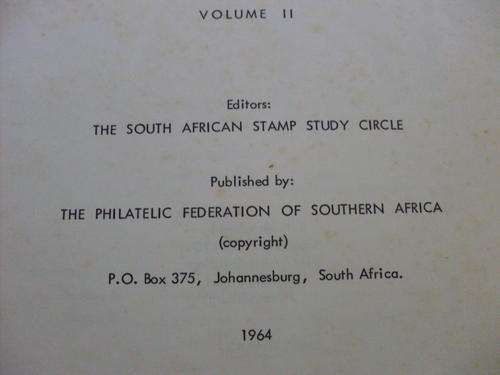 VOLUME II
Editors:
THE SOUTH AFRICAN STAMP STUDY CIRCLE
Published by:
THE PHILATELIC FEDERATION OF SOUTHERN AFRICA
(copyright)
P.O. Box 375, Johannesburg, South Africa.
1964